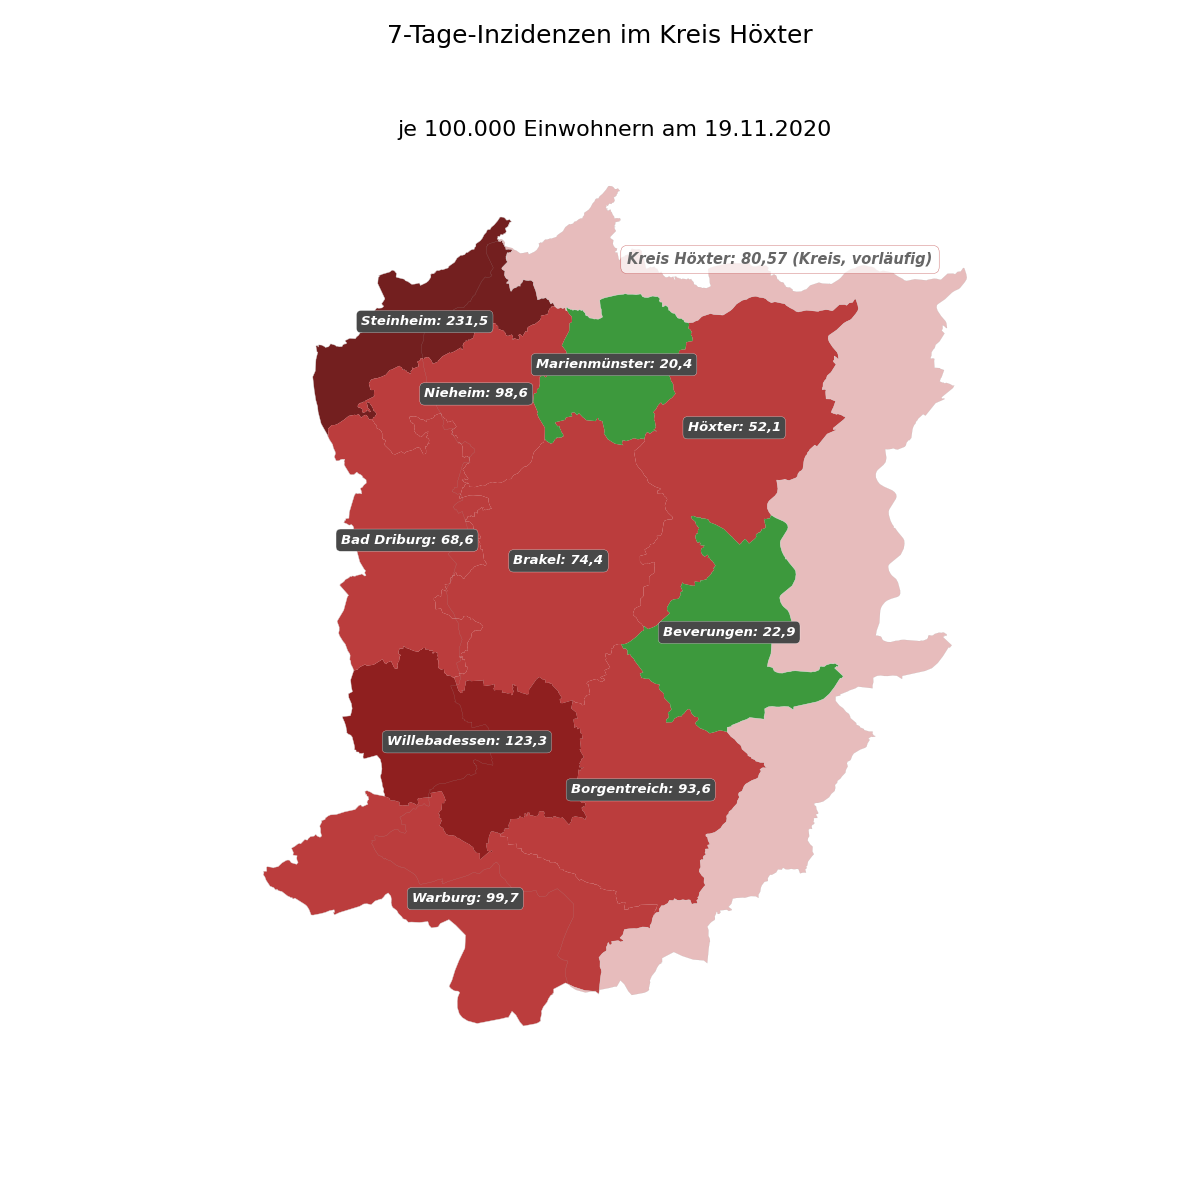 7-Tage-Inzidenzen im Kreis Höxter
je 100.000 Einwohnern am 19.11.2020
Kreis Höxter: 80,57 (Kreis, vorläufig)
Steinheim: 231,5
Marienmünster: 20,4
Nieheim: 98,6
Höxter: 52,1
Bad Driburg: 68,6
Brakel: 74,4
Beverungen: 22,9
Willebadessen: 123,3
Borgentreich: 93,6
Warburg: 99,7